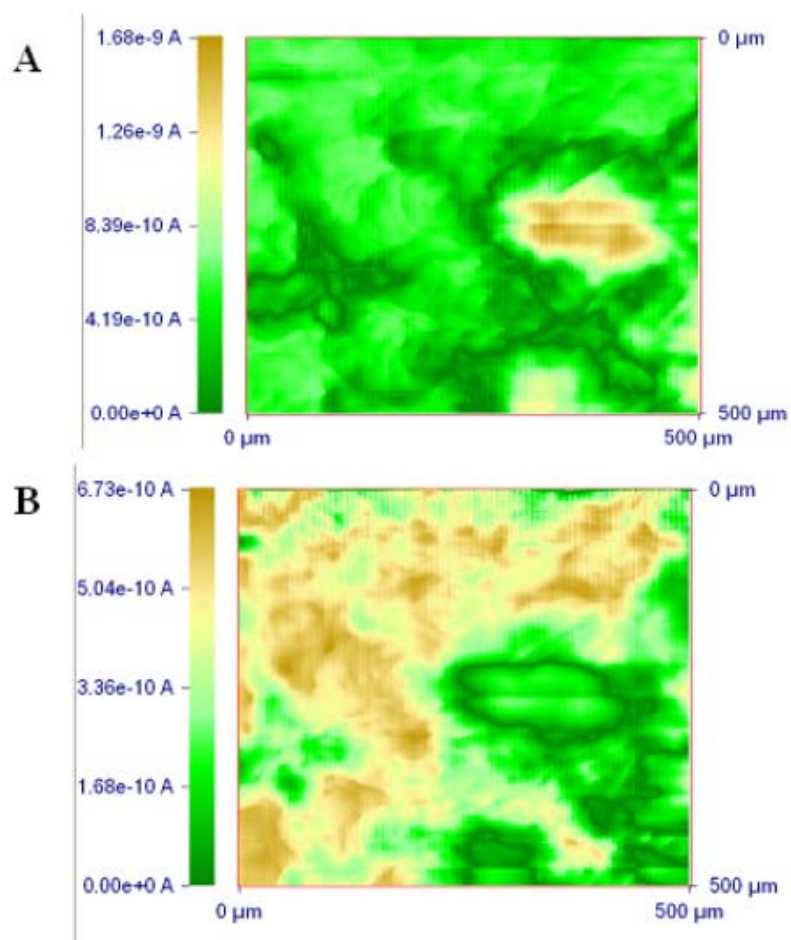 A
1.68e-9 A
1.26e-9 A
8.39e-10 A
4.19e-10 A
0.00e+0 A
0 µm
500 µm
0 µm
500 µm
B
6.73e-10 A
5.04e-10 A
3.36e-10 A
1.68e-10 A
0.00e+0 A
0 µm
500 µm
0 µm
500 µm